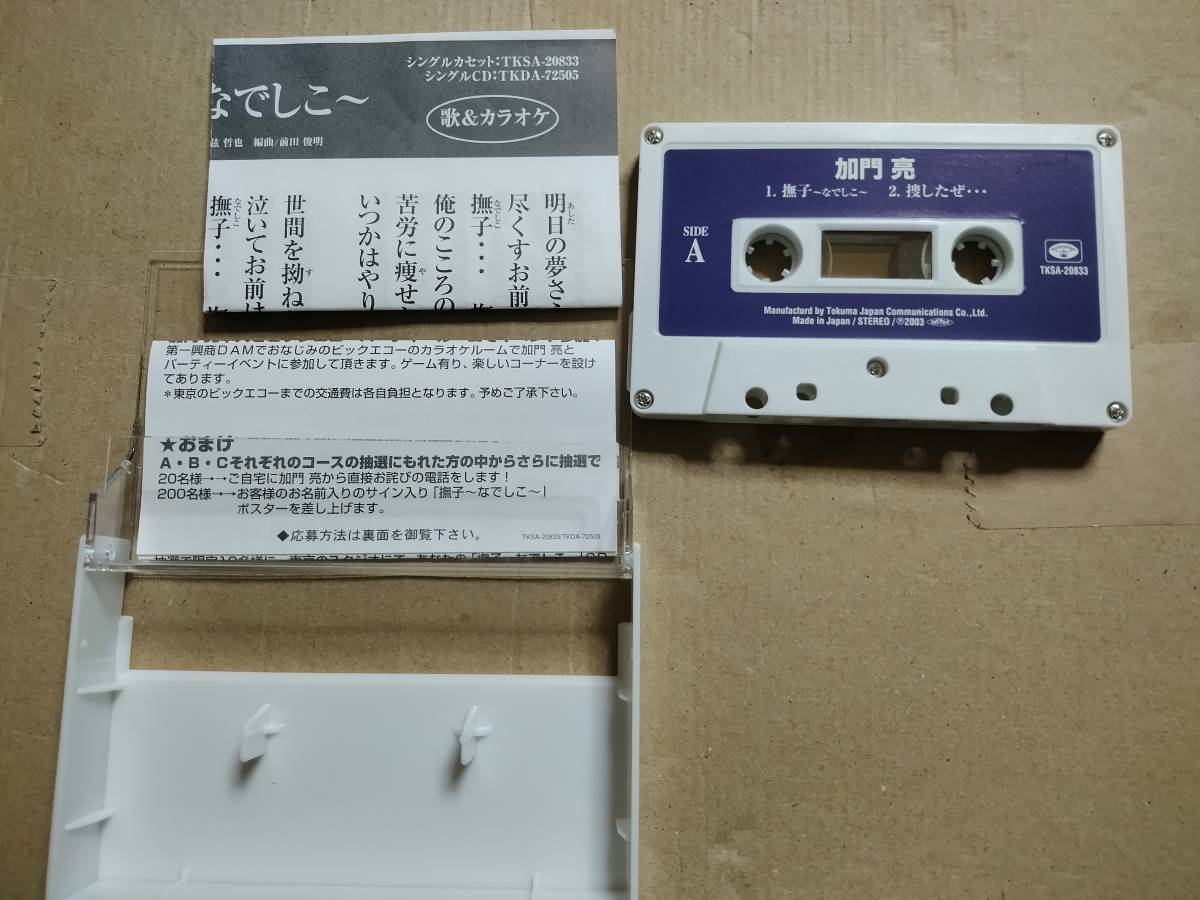 シングルカセット:TKSA-20833
シングルCD:TKDA-72505
なでしこ〜
歌&カラオケ
哲也 編曲/前田 俊明
明日の夢さ
あした
尽くすお前
撫子・・・
なでしこ
俺のこころの
苦労に痩せ
や
いつかはやり
世間を拗ね
す
泣いてお前は
撫子・・・
なでしこ
第一興商DAMでおなじみのビックエコーのカラオケルームで加門 亮と
パーティーイベントに参加して頂きます。ゲーム有り、楽しいコーナーを設け
てあります。
*東京のビックエコーまでの交通費は各自負担となります。予めご了承下さい。
★おまけ
A・B・Cそれぞれのコースの抽選にもれた方の中からさらに抽選で
20名様→→ご自宅に加門 亮から直接お詫びの電話をします!
200名様→→お客様のお名前入りのサイン入り「撫子〜なでしこ〜」
ポスターを差し上げます。
◆応募方法は裏面を御覧下さい。
TKSA-20833/TKDA-72505
加門 亮
1. 撫子〜なでしこ〜 2. 捜したぜ・・・
SIDE
A
TKSA-20833
Manufacturd by Tokuma Japan Communications Co.,Ltd.
Made in Japan / STEREO / ℗2003